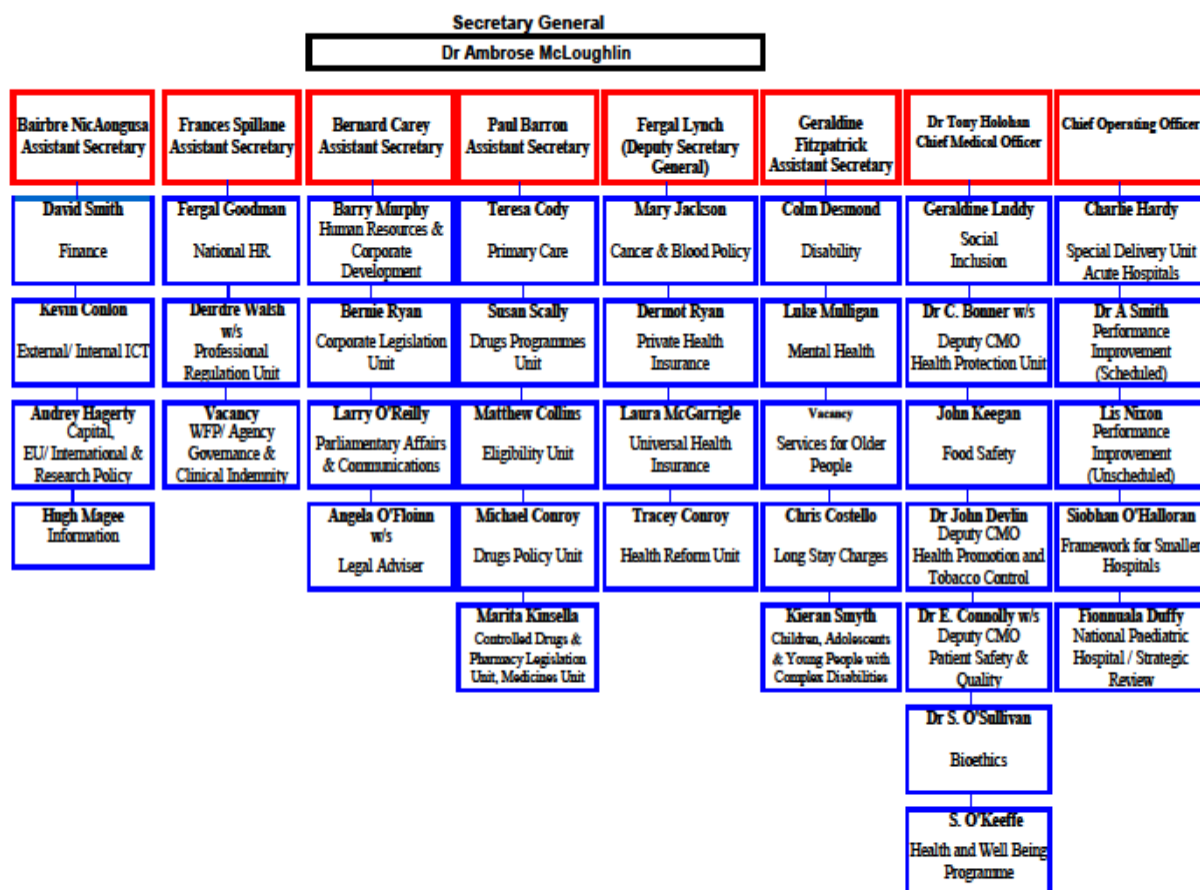 Secretary General
Dr Ambrose McLoughlin
Bairbre NicAongusa
Assistant Secretary
David Smith
Finance
Kevin Conlon
External/ Internal ICT
Audrey Hagerty
Capital,
EU/ International &
Research Policy
Hugh Magee
Information
Frances Spillane
Assistant Secretary
Fergal Goodman
National HR
Deirdre Walsh
w/s
Professional
Regulation Unit
Vacancy
WFP/ Agency
Governance &
Clinical Indemnity
Bernard Carey
Assistant Secretary
Barry Murphy
Human Resources &
Corporate
Development
Bernie Ryan
Corporate Legislation
Unit
Larry O'Reilly
Parliamentary Affairs
& Communications
Angela O'Floinn
w/s
Legal Adviser
Paul Barron
Assistant Secretary
Teresa Cody
Primary Care
Susan Scally
Drugs Programmes
Unit
Matthew Collins
Eligibility Unit
Michael Conroy
Drugs Policy Unit
Marita Kinsella
Controlled Drugs &
Pharmacy Legislation
Unit, Medicines Unit
Fergal Lynch
(Deputy Secretary
General)
Mary Jackson
Cancer & Blood Policy
Dermot Ryan
Private Health
Insurance
Laura McGarrigle
Universal Health
Insurance
Tracey Conroy
Health Reform Unit
Geraldine
Fitzpatrick
Assistant Secretary
Colm Desmond
Disability
Luke Mulligan
Mental Health
Vacancy
Services for Older
People
Chris Costello
Long Stay Charges
Kieran Smyth
Children, Adolescents
& Young People with
Complex Disabilities
Dr Tony Holohan
Chief Medical Officer
Geraldine Luddy
Social
Inclusion
Dr C. Bonner w/s
Deputy CMO
Health Protection Unit
John Keegan
Food Safety
Dr John Devlin
Deputy CMO
Health Promotion and
Tobacco Control
Dr E. Connolly w/s
Deputy CMO
Patient Safety &
Quality
Dr S. O'Sullivan
Bioethics
S. O'Keeffe
Health and Well Being
Programme
Chief Operating Officer
Charlie Hardy
Special Delivery Unit
Acute Hospitals
Dr A Smith
Performance
Improvement
(Scheduled)
Lis Nixon
Performance
Improvement
(Unscheduled)
Siobhan O'Halloran
Framework for Smaller
Hospitals
Fionnuala Duffy
National Paediatric
Hospital / Strategic
Review